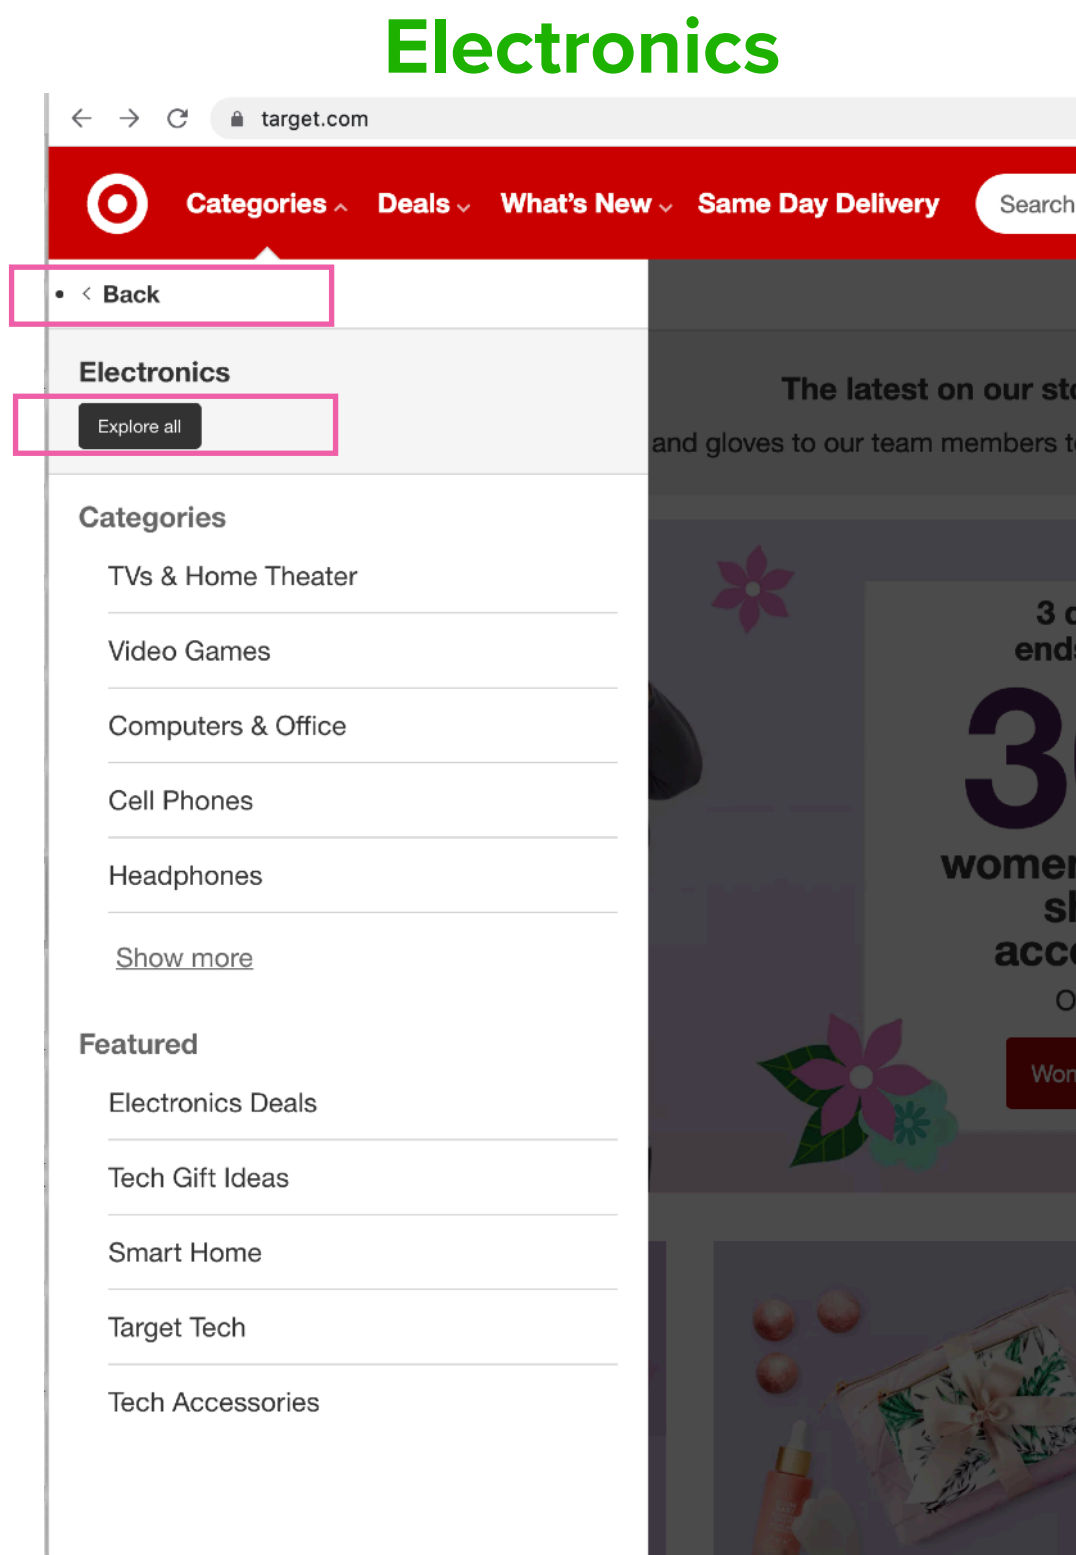 Electronics
target.com
Categories
Deals
What's New
Same Day Delivery
Search
• < Back
Electronics
Explore all
The latest on our
and gloves to our team members
Categories
TVs & Home Theater
Video Games
Computers & Office
Cell Phones
Headphones
Show more
Featured
Electronics Deals
Tech Gift Ideas
Smart Home
Target Tech
Tech Accessories
3